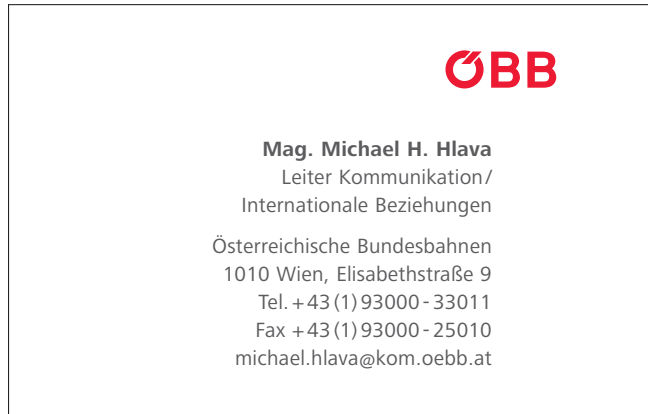 ÖBB
Mag. Michael H. Hlava
Leiter Kommunikation/
Internationale Beziehungen
Österreichische Bundesbahnen
1010 Wien, Elisabethstraße 9
Tel. +43 (1) 93000-33011
Fax +43 (1) 93000-25010
michael.hlava@kom.oebb.at